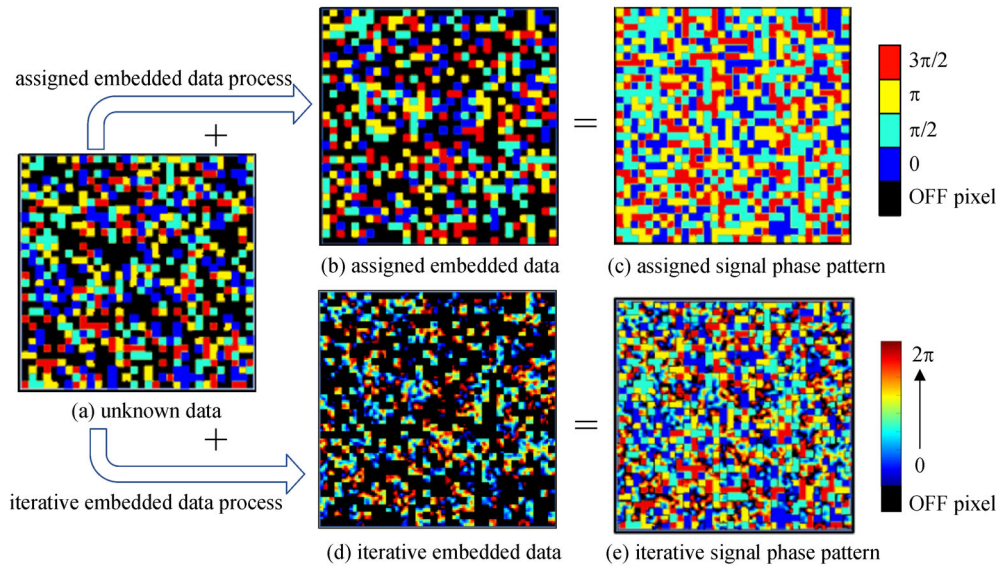 assigned embedded data process
+
=
3π/2
π
π/2
0
OFF pixel
(b) assigned embedded data
(c) assigned signal phase pattern
(a) unknown data
+
=
2π
0
OFF pixel
iterative embedded data process
(d) iterative embedded data
(e) iterative signal phase pattern